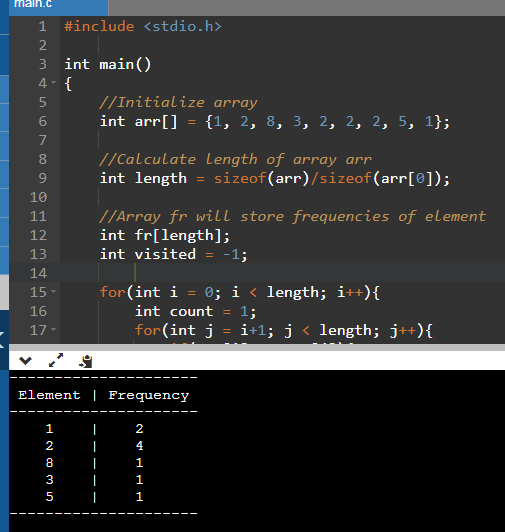 main.c
1 #include <stdio.h>
2
3 int main()
4 {
5 //Initialize array
6 int arr[] = {1, 2, 8, 3, 2, 2, 2, 5, 1};
7
8 //Calculate length of array arr
9 int length = sizeof(arr)/sizeof(arr[0]);
10
11 //Array fr will store frequencies of element
12 int fr[length];
13 int visited = -1;
14
15 for(int i = 0; i < length; i++){
16 int count = 1;
17 for(int j = i+1; j < length; j++){
---------------------
Element | Frequency
---------------------
1 | 2
2 | 4
8 | 1
3 | 1
5 | 1
---------------------